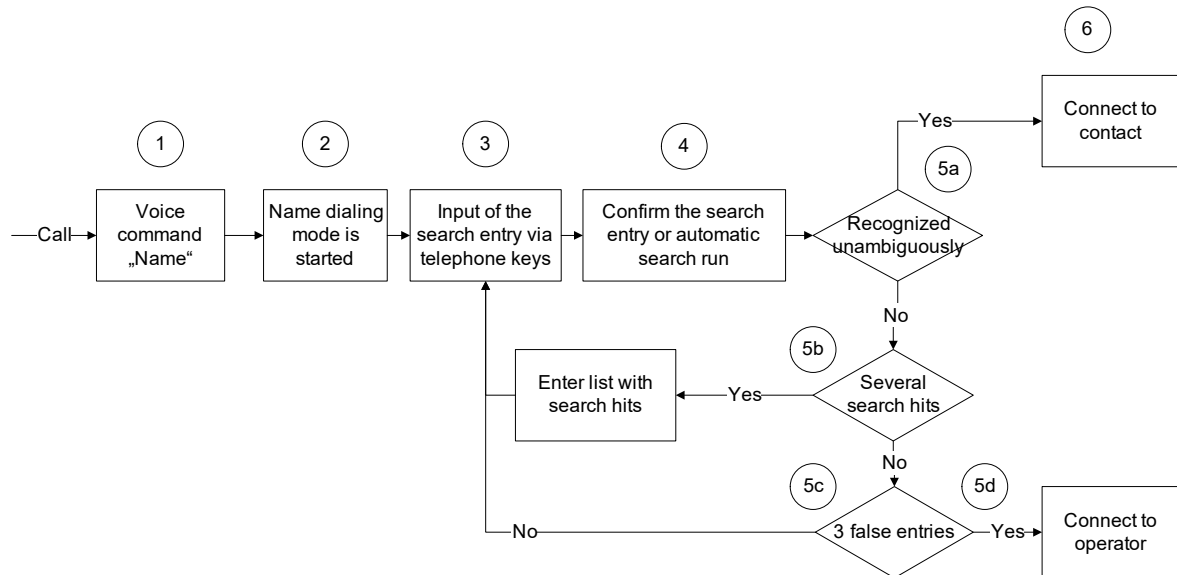 6
Connect to
contact
Yes
1
2
3
4
5a
Call
Voice
command
„Name“
Name dialing
mode is
started
Input of the
search entry via
telephone keys
Confirm the search
entry or automatic
search run
Recognized
unambiguously
No
5b
Enter list with
search hits
Yes
Several
search hits
No
5c
5d
No
3 false entries
Yes
Connect to
operator